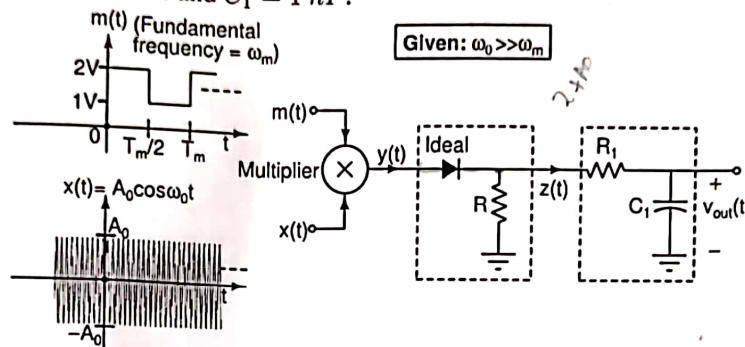 and C₁ = 1 nF.
m(t) (Fundamental
frequency = ωₘ)
Given: ω₀>>ωₘ
2V
1V
0
Tₘ/2
Tₘ
t
x(t)= A₀cosω₀t
A₀
t
-A₀
m(t)
Multiplier
×
x(t)
y(t)
Ideal
R
z(t)
R₁
C₁
+
vₒᵤₜ(t
−